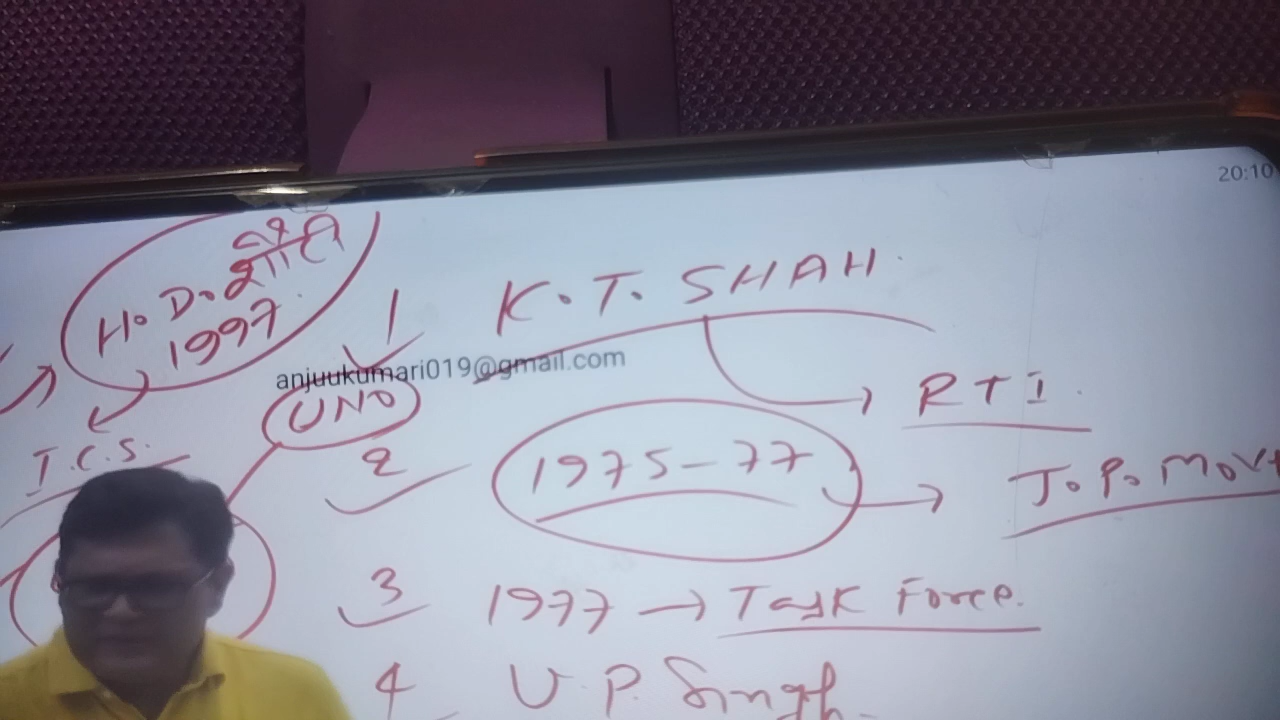 20:10
H. D. शौरी
1997
I.C.S.
UNO
anjuukumari019@gmail.com
1 K.T. SHAH
RTI
2 1975-77 J.P. Movt
3 1977 → Task Force.
4 U.P. Singh